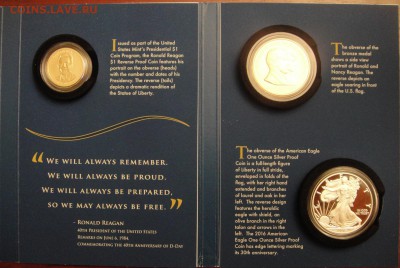 COINS.LAVE.RU
Issued as part of the
United States Mint's Presidential $1
Coin Program, the Ronald Reagan
$1 Reverse Proof Coin features his
portrait on the obverse (heads)
with the number and dates of his
Presidency. The reverse (tails)
depicts a dramatic rendition of
the Statue of Liberty.
“WE WILL ALWAYS REMEMBER.
WE WILL ALWAYS BE PROUD.
WE WILL ALWAYS BE PREPARED,
SO WE MAY ALWAYS BE FREE.”
– RONALD REAGAN
40TH PRESIDENT OF THE UNITED STATES
REMARKS ON JUNE 6, 1984,
COMMEMORATING THE 40TH ANNIVERSARY OF D-DAY
The obverse of the
bronze medal
shows a side view
portrait of Ronald and
Nancy Reagan. The
reverse depicts an
eagle soaring in front
of the U.S. flag.
The obverse of the American Eagle
One Ounce Silver Proof
Coin is a full-length figure
of Liberty in full stride,
enveloped in folds of the
flag, with her right hand
extended and branches
of laurel and oak in her
left. The reverse design
features the heraldic
eagle with shield, an
olive branch in the right
talon and arrows in the
left. The 2016 American
Eagle One Ounce Silver Proof
Coin has edge lettering marking
its 30th anniversary.